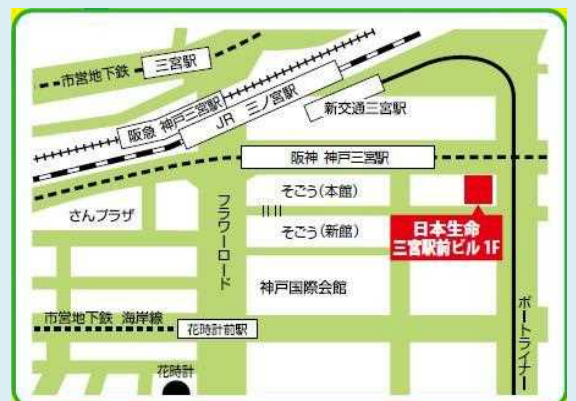 市営地下鉄
三宮駅
阪急 神戸三宮駅
JR 三ノ宮駅
新交通三宮駅
阪神 神戸三宮駅
さんプラザ
フラワーロード
そごう(本館)
そごう(新館)
日本生命
三宮駅前ビル 1F
神戸国際会館
市営地下鉄 海岸線
花時計前駅
花時計
ポートライナー